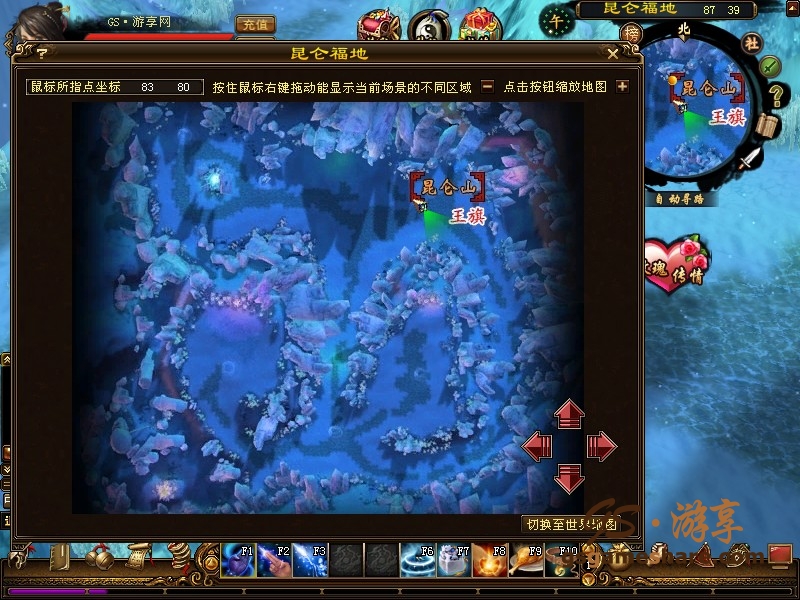 GS·游享网
充值
午
昆仑福地 87 39
榜
北
社
?
昆仑福地
?
鼠标所指点坐标 83 80 按住鼠标右键拖动能显示当前场景的不同区域 点击按钮缩放地图
昆仑山
王旗
昆仑山
王旗
自动寻路
玫瑰传情
切换至世界地图
GS·游享
F1 F2 F3 F6 F7 F8 F9 F10